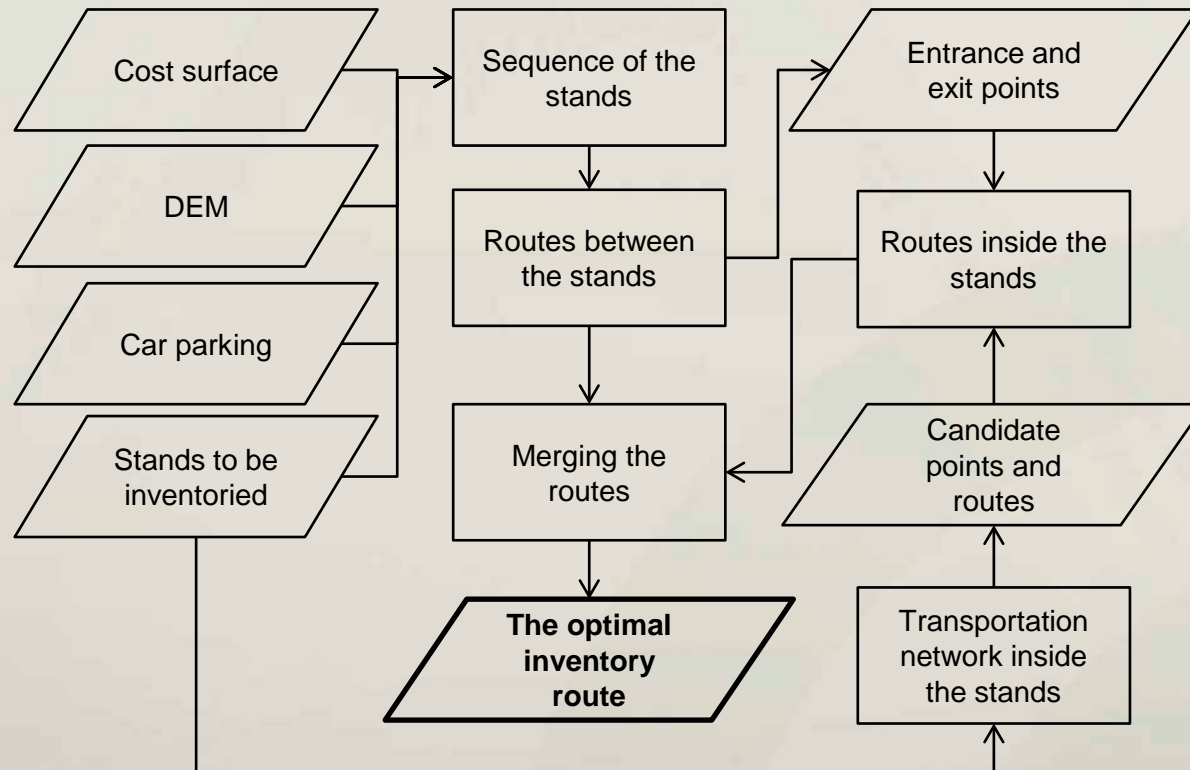 Cost surface
DEM
Car parking
Stands to be
inventoried
Sequence of the
stands
Routes between
the stands
Merging the
routes
The optimal
inventory
route
Entrance and
exit points
Routes inside the
stands
Candidate
points and
routes
Transportation
network inside
the stands